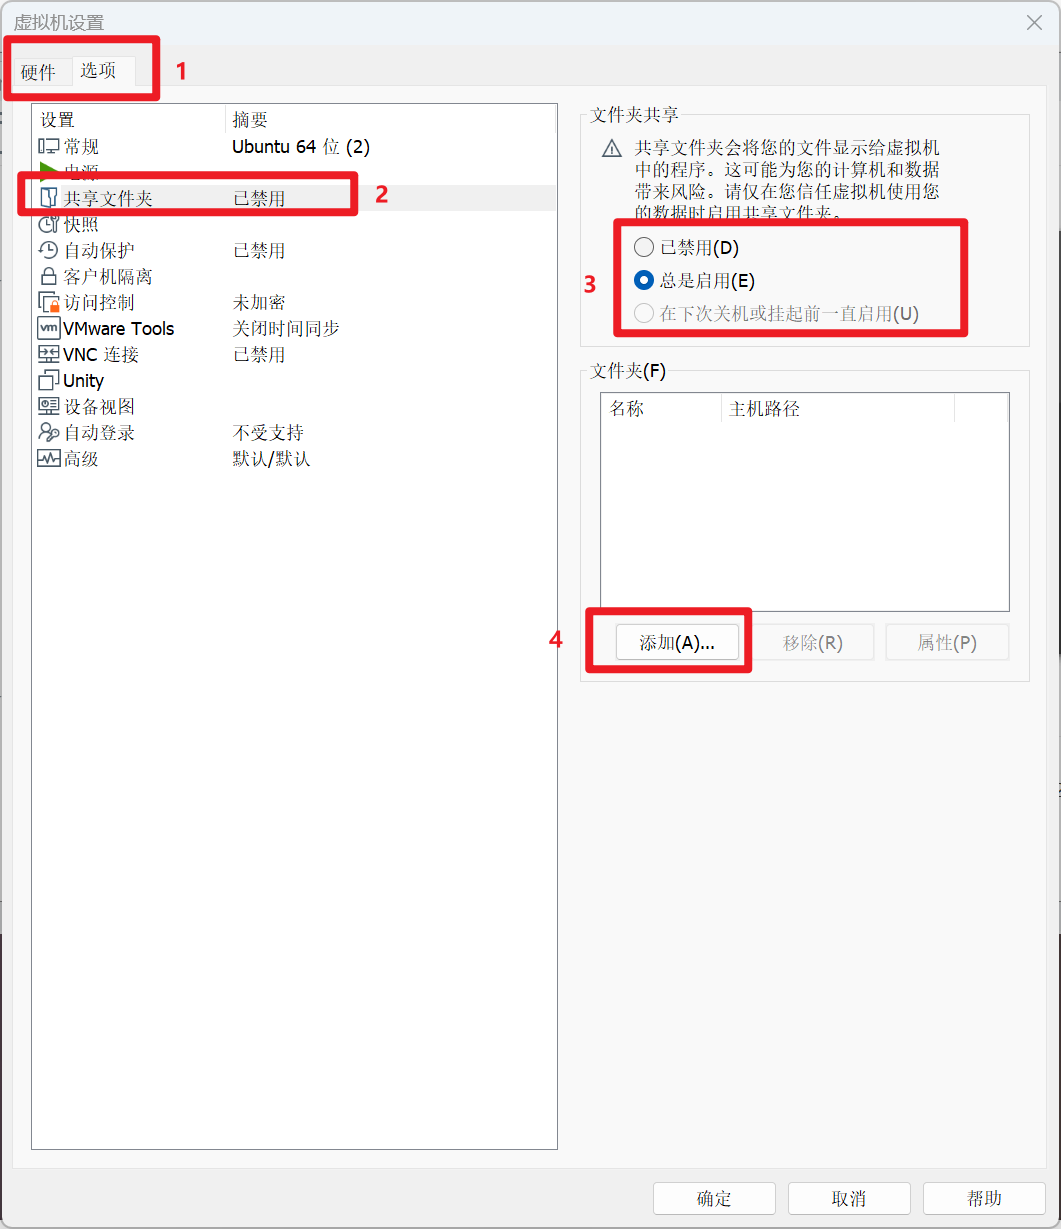 虚拟机设置
硬件 选项 1
设置 摘要
常规 Ubuntu 64 位 (2)
电源
共享文件夹 已禁用 2
快照
自动保护 已禁用
客户机隔离
访问控制 未加密
vm VMware Tools 关闭时间同步
VNC 连接 已禁用
Unity
设备视图
自动登录 不受支持
高级 默认/默认
文件夹共享
共享文件夹会将您的文件显示给虚拟机
中的程序。这可能为您的计算机和数据
带来风险。请仅在您信任虚拟机使用您
的数据时启用共享文件夹。
已禁用(D)
3 总是启用(E)
在下次关机或挂起前一直启用(U)
文件夹(F)
名称 主机路径
4 添加(A)... 移除(R) 属性(P)
确定 取消 帮助